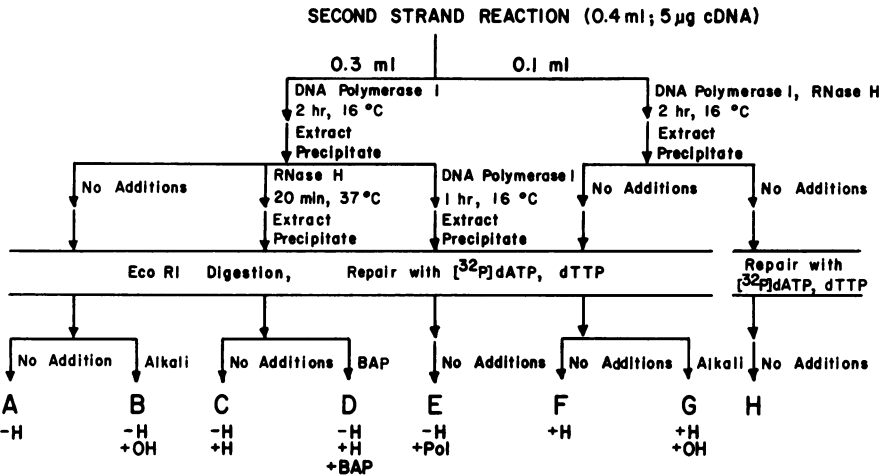 SECOND STRAND REACTION (0.4 ml; 5 µg cDNA)
0.3 ml
0.1 ml
DNA Polymerase I
2 hr, 16 °C
Extract
Precipitate
DNA Polymerase I, RNase H
2 hr, 16 °C
Extract
Precipitate
No Additions
RNase H
20 min, 37 °C
Extract
Precipitate
DNA Polymerase I
1 hr, 16 °C
Extract
Precipitate
No Additions
No Additions
Eco RI Digestion, Repair with [32P]dATP, dTTP
Repair with
[32P]dATP, dTTP
No Addition
Alkali
No Additions
BAP
No Additions
No Additions
Alkali
No Additions
A B C D E F G H
-H -H -H -H -H +H +H
+OH +H +H +Pol +OH
+BAP